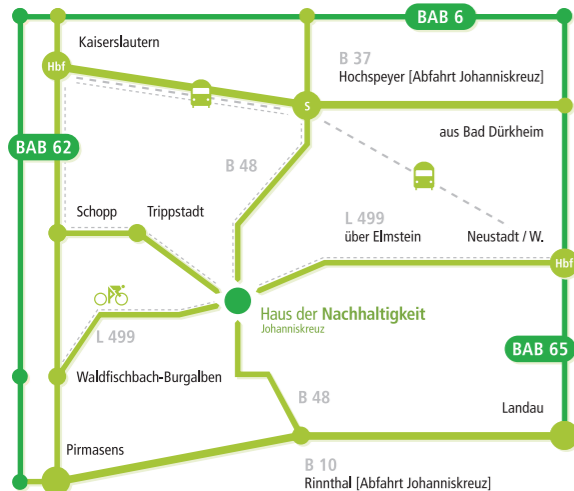 BAB 6
Kaiserslautern
Hbf
B 37
Hochspeyer [Abfahrt Johanniskreuz]
S
aus Bad Dürkheim
BAB 62
B 48
Schopp
Trippstadt
L 499
über Elmstein
Neustadt / W.
Hbf
Haus der Nachhaltigkeit
Johanniskreuz
L 499
BAB 65
Waldfischbach-Burgalben
B 48
Landau
Pirmasens
B 10
Rinnthal [Abfahrt Johanniskreuz]